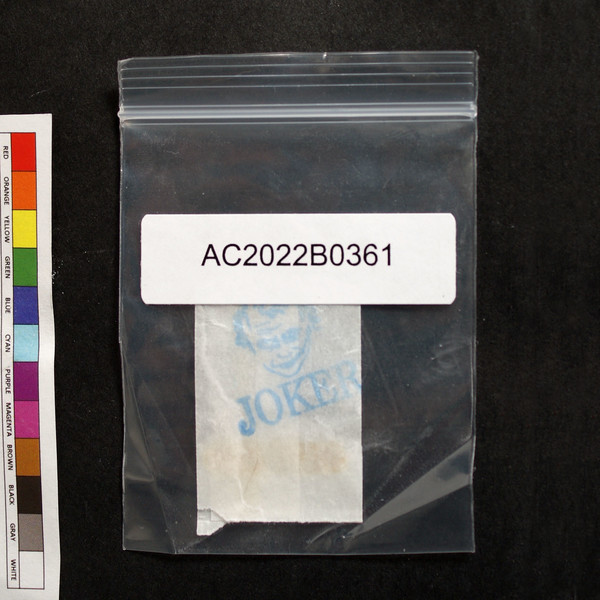 AC2022B0361
JOKER
RED
ORANGE
YELLOW
GREEN
BLUE
CYAN
PURPLE
MAGENTA
BROWN
BLACK
GRAY
WHITE